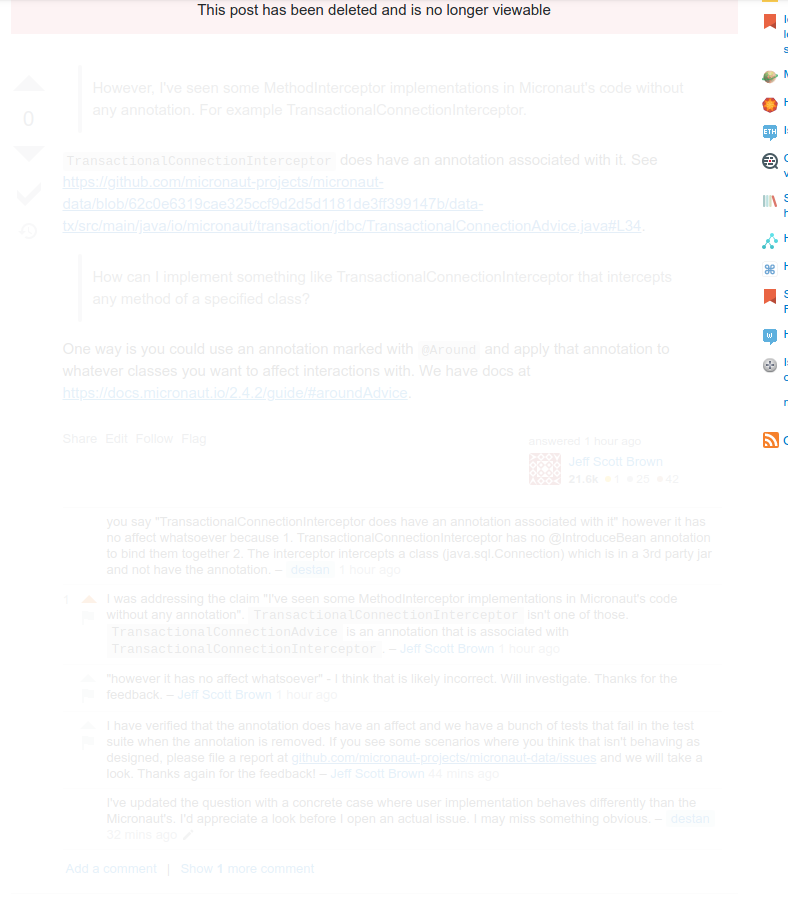 This post has been deleted and is no longer viewable
0
However, I've seen some MethodInterceptor implementations in Micronaut's code without
any annotation. For example TransactionalConnectionInterceptor.
TransactionalConnectionInterceptor does have an annotation associated with it. See
https://github.com/micronaut-projects/micronaut-
data/blob/62c0e6319cae325ccf9d2d5d1181de3ff399147b/data-
tx/src/main/java/io/micronaut/transaction/jdbc/TransactionalConnectionAdvice.java#L34.
How can I implement something like TransactionalConnectionInterceptor that intercepts
any method of a specified class?
One way is you could use an annotation marked with @Around and apply that annotation to
whatever classes you want to affect interactions with. We have docs at
https://docs.micronaut.io/2.4.2/guide/#aroundAdvice.
Share Edit Follow Flag
answered 1 hour ago
Jeff Scott Brown
21.6k 1 25 42
you say "TransactionalConnectionInterceptor does have an annotation associated with it" however it has
no affect whatsoever because 1. TransactionalConnectionInterceptor has no @IntroduceBean annotation
to bind them together 2. The interceptor intercepts a class (java.sql.Connection) which is in a 3rd party jar
and not have the annotation. – destan 1 hour ago
1 I was addressing the claim "I've seen some MethodInterceptor implementations in Micronaut's code
without any annotation". TransactionalConnectionInterceptor isn't one of those.
TransactionalConnectionAdvice is an annotation that is associated with
TransactionalConnectionInterceptor. – Jeff Scott Brown 1 hour ago
"however it has no affect whatsoever" - I think that is likely incorrect. Will investigate. Thanks for the
feedback. – Jeff Scott Brown 1 hour ago
I have verified that the annotation does have an affect and we have a bunch of tests that fail in the test
suite when the annotation is removed. If you see some scenarios where you think that isn't behaving as
designed, please file a report at github.com/micronaut-projects/micronaut-data/issues and we will take a
look. Thanks again for the feedback! – Jeff Scott Brown 44 mins ago
I've updated the question with a concrete case where user implementation behaves differently than the
Micronaut's. I'd appreciate a look before I open an actual issue. I may miss something obvious. – destan
32 mins ago
Add a comment | Show 1 more comment
ETH